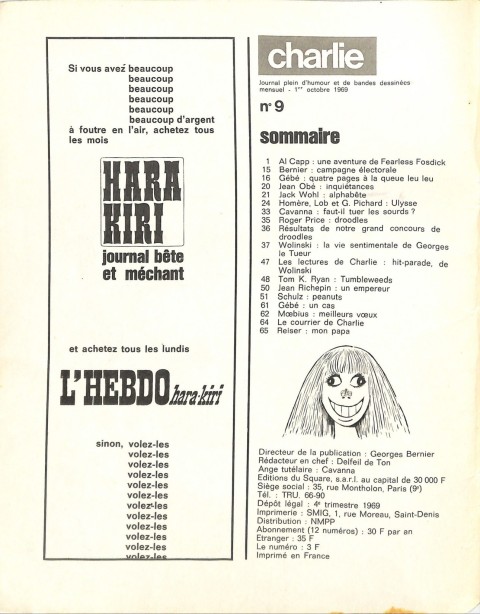 Si vous avez beaucoup
beaucoup
beaucoup
beaucoup
beaucoup
beaucoup d'argent
à foutre en l'air, achetez tous
les mois
HARA
KIRI
journal bête
et méchant
et achetez tous les lundis
L'HEBDO hara-kiri
sinon, volez-les
volez-les
volez-les
volez-les
volez-les
volez-les
volez-les
volez-les
volez-les
volez-les
volez-les
volez-les
charlie
Journal plein d'humour et de bandes dessinées
mensuel - 1er octobre 1969
n° 9
sommaire
1 Al Capp : une aventure de Fearless Fosdick
15 Bernier : campagne électorale
16 Gébé : quatre pages à la queue leu leu
20 Jean Obé : inquiétances
21 Jack Wohl : alphabête
24 Homère, Lob et G. Pichard : Ulysse
33 Cavanna : faut-il tuer les sourds ?
35 Roger Price : droodles
36 Résultats de notre grand concours de
droodles
37 Wolinski : la vie sentimentale de Georges
le Tueur
47 Les lectures de Charlie : hit-parade, de
Wolinski
48 Tom K. Ryan : Tumbleweeds
50 Jean Richepin : un empereur
51 Schulz : peanuts
61 Gébé : un cas
62 Mœbius : meilleurs vœux
64 Le courrier de Charlie
65 Reiser : mon papa
Directeur de la publication : Georges Bernier
Rédacteur en chef : Delfeil de Ton
Ange tutélaire : Cavanna
Editions du Square, s.a.r.l. au capital de 30 000 F
Siège social : 35, rue Montholon, Paris (9e)
Tél. : TRU. 66-90
Dépôt légal : 4e trimestre 1969
Imprimerie : SMIG, 1, rue Moreau, Saint-Denis
Distribution : NMPP
Abonnement (12 numéros) : 30 F par an
Etranger : 35 F
Le numéro : 3 F
Imprimé en France